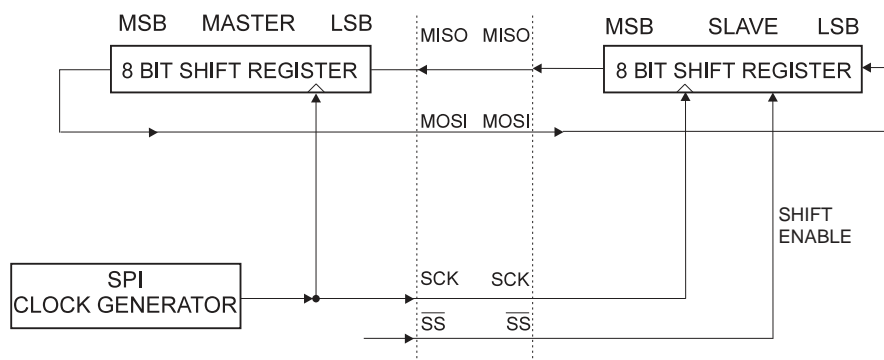 MSB MASTER LSB
MISO MISO
MSB SLAVE LSB
8 BIT SHIFT REGISTER
8 BIT SHIFT REGISTER
MOSI MOSI
SHIFT
ENABLE
SPI
CLOCK GENERATOR
SCK SCK
SS SS